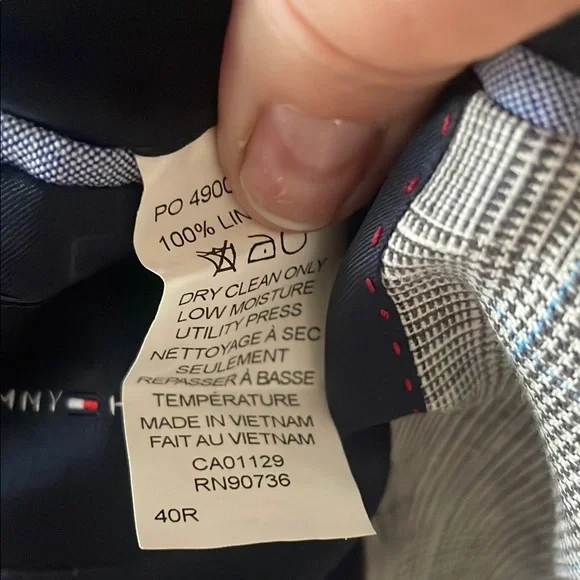 PO 4900
100% LIN
DRY CLEAN ONLY
LOW MOISTURE
UTILITY PRESS
NETTOYAGE À SEC
SEULEMENT
REPASSER À BASSE
TEMPÉRATURE
MADE IN VIETNAM
FAIT AU VIETNAM
CA01129
RN90736
40R
MNY H